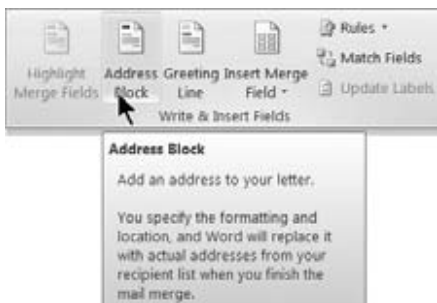 Highlight
Merge Fields
Address
Block
Greeting
Line
Insert Merge
Field
Rules
Match Fields
Update Labels
Write & Insert Fields
Address Block
Add an address to your letter.
You specify the formatting and
location, and Word will replace it
with actual addresses from your
recipient list when you finish the
mail merge.